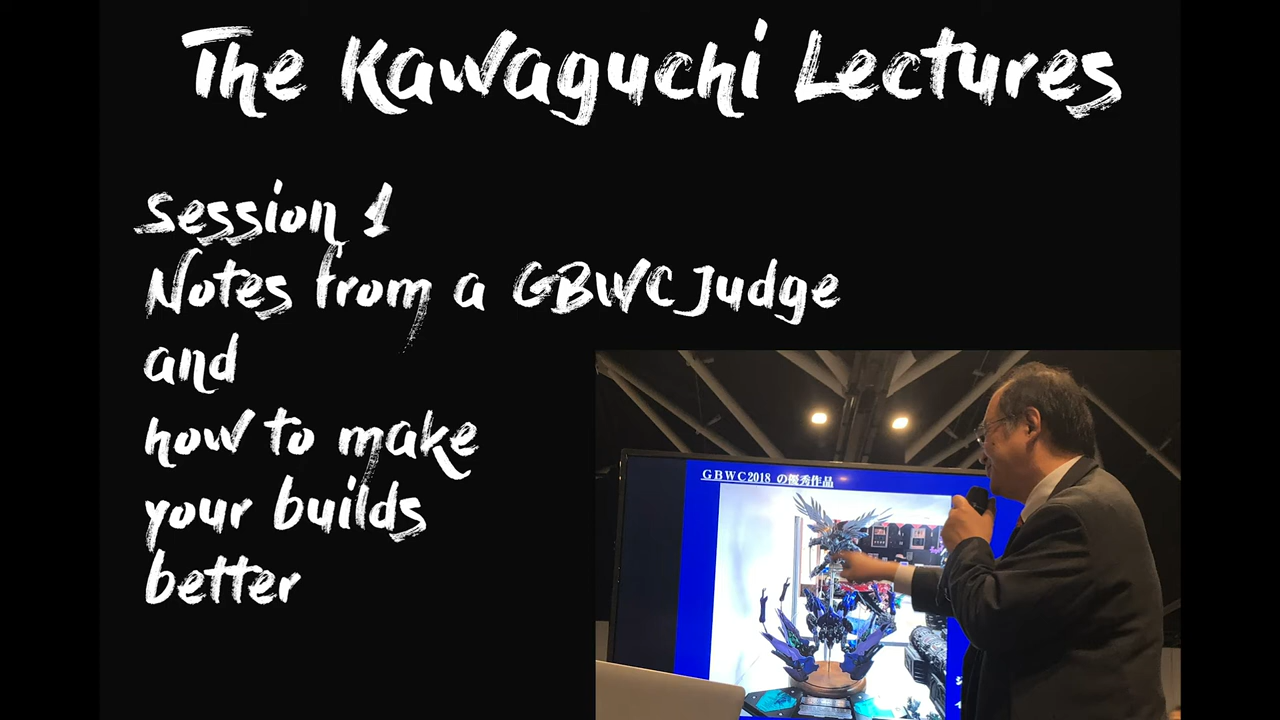 The Kawaguchi Lectures
Session 1
Notes from a GBWC Judge
and
how to make
your builds
better
GBWC2018 の優秀作品